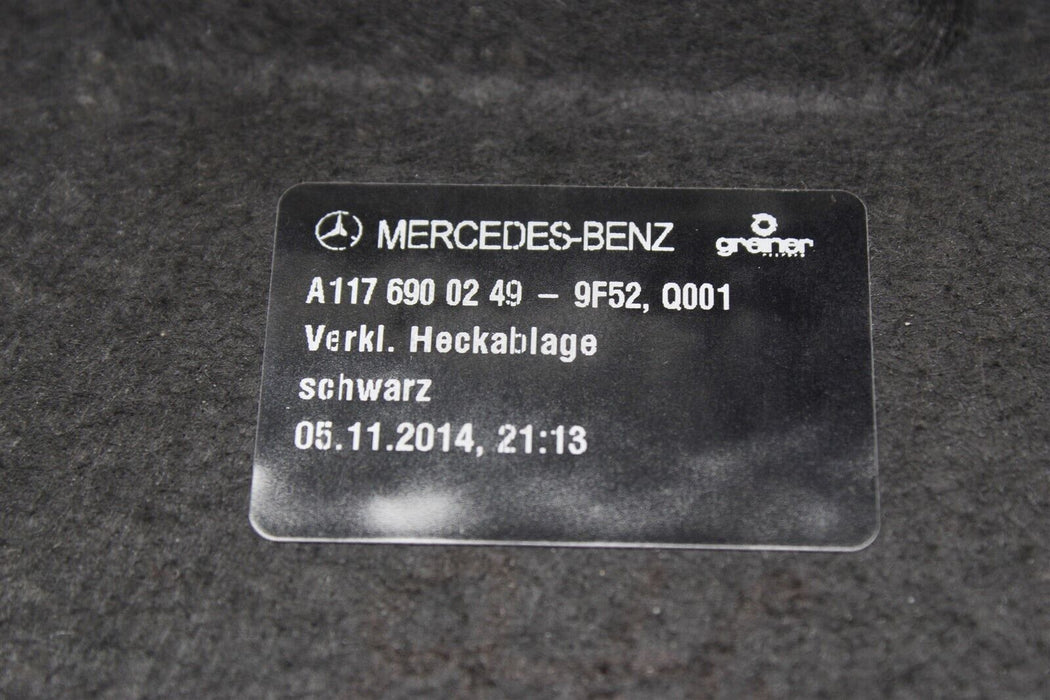 MERCEDES-BENZ greiner
A117 690 02 49 – 9F52, Q001
Verkl. Heckablage
schwarz
05.11.2014, 21:13